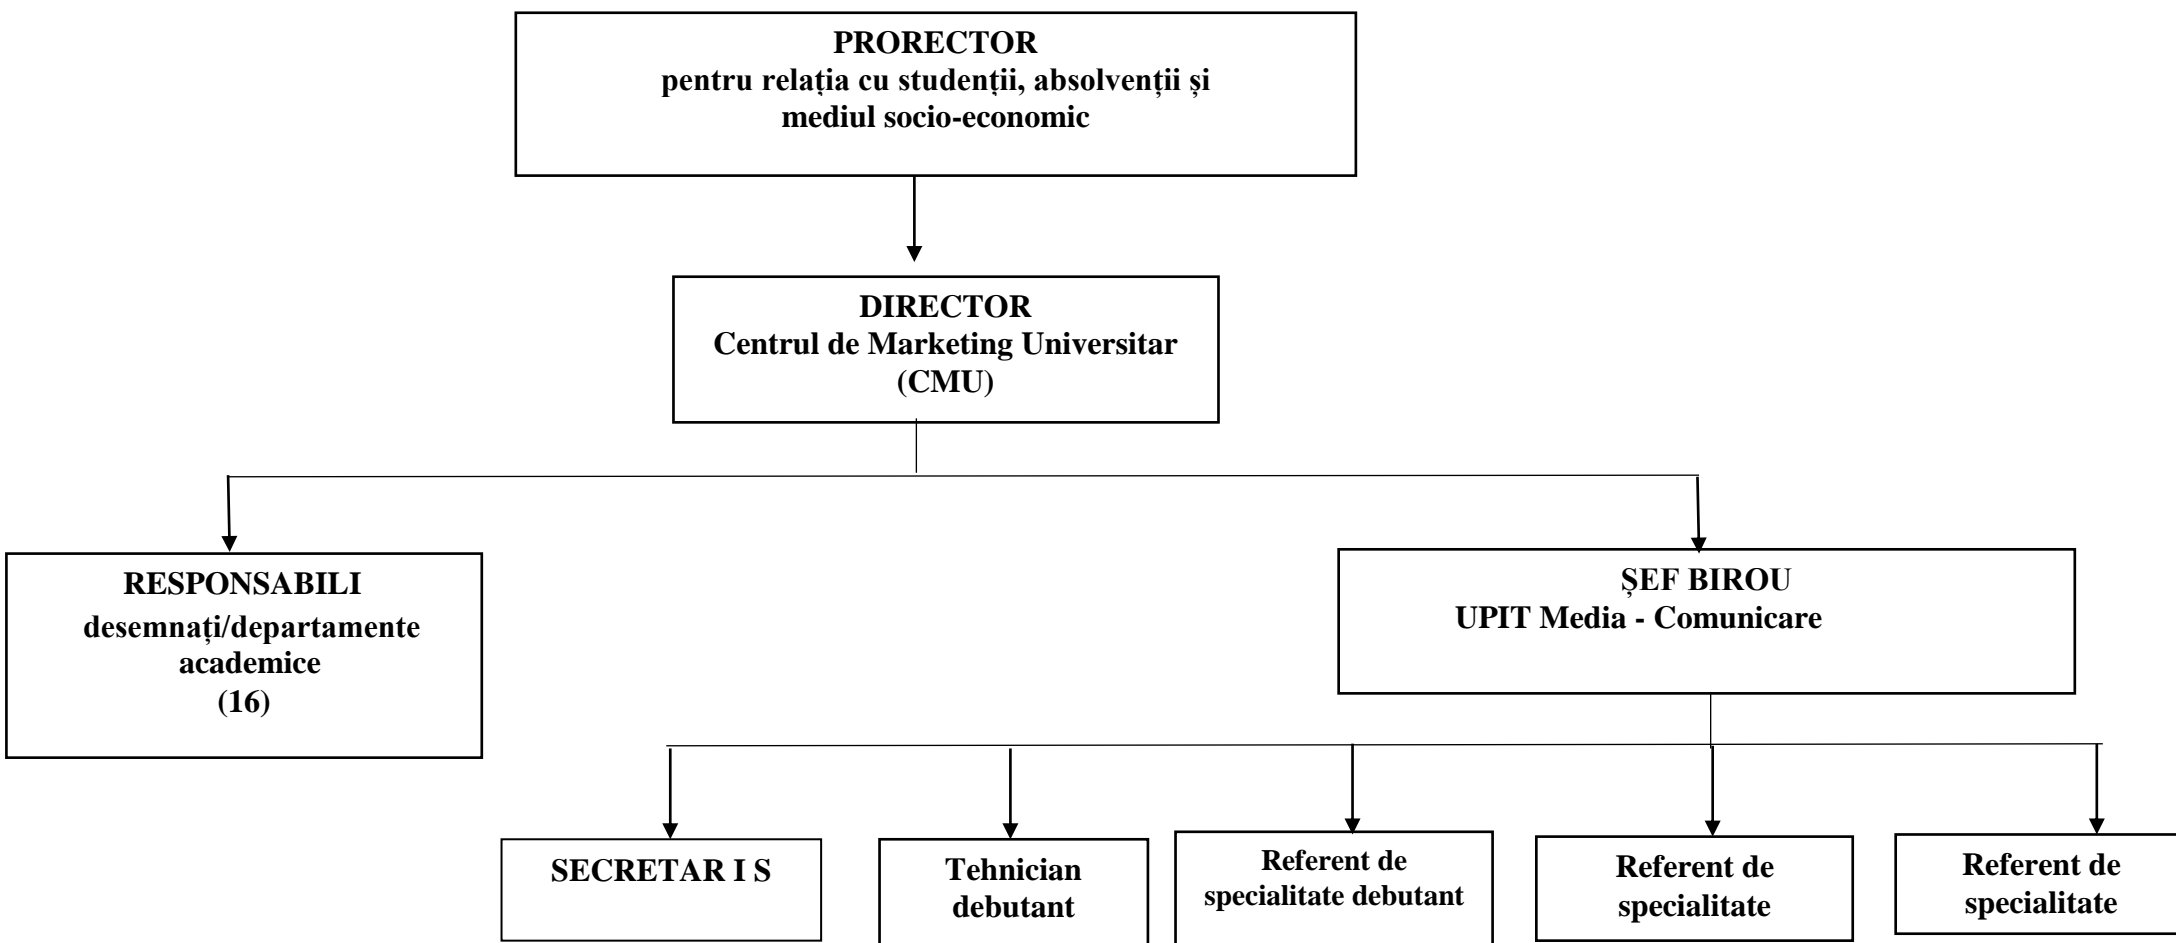 PRORECTOR
pentru relația cu studenții, absolvenții și
mediul socio-economic
DIRECTOR
Centrul de Marketing Universitar
(CMU)
RESPONSABILI
desemnați/departamente
academice
(16)
ȘEF BIROU
UPIT Media - Comunicare
SECRETAR I S
Tehnician
debutant
Referent de
specialitate debutant
Referent de
specialitate
Referent de
specialitate